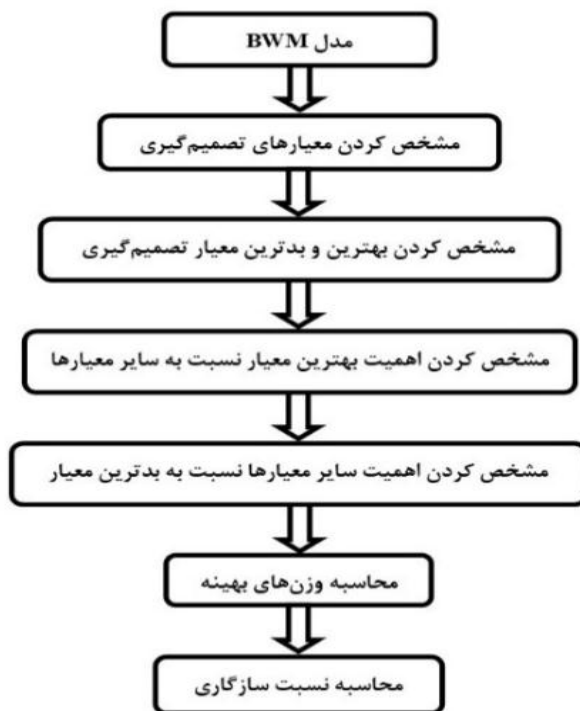 مدل BWM
مشخص کردن معیارهای تصمیم‌گیری
مشخص کردن بهترین و بدترین معیار تصمیم‌گیری
مشخص کردن اهمیت بهترین معیار نسبت به سایر معیارها
مشخص کردن اهمیت سایر معیارها نسبت به بدترین معیار
محاسبه وزن‌های بهینه
محاسبه نسبت سازگاری